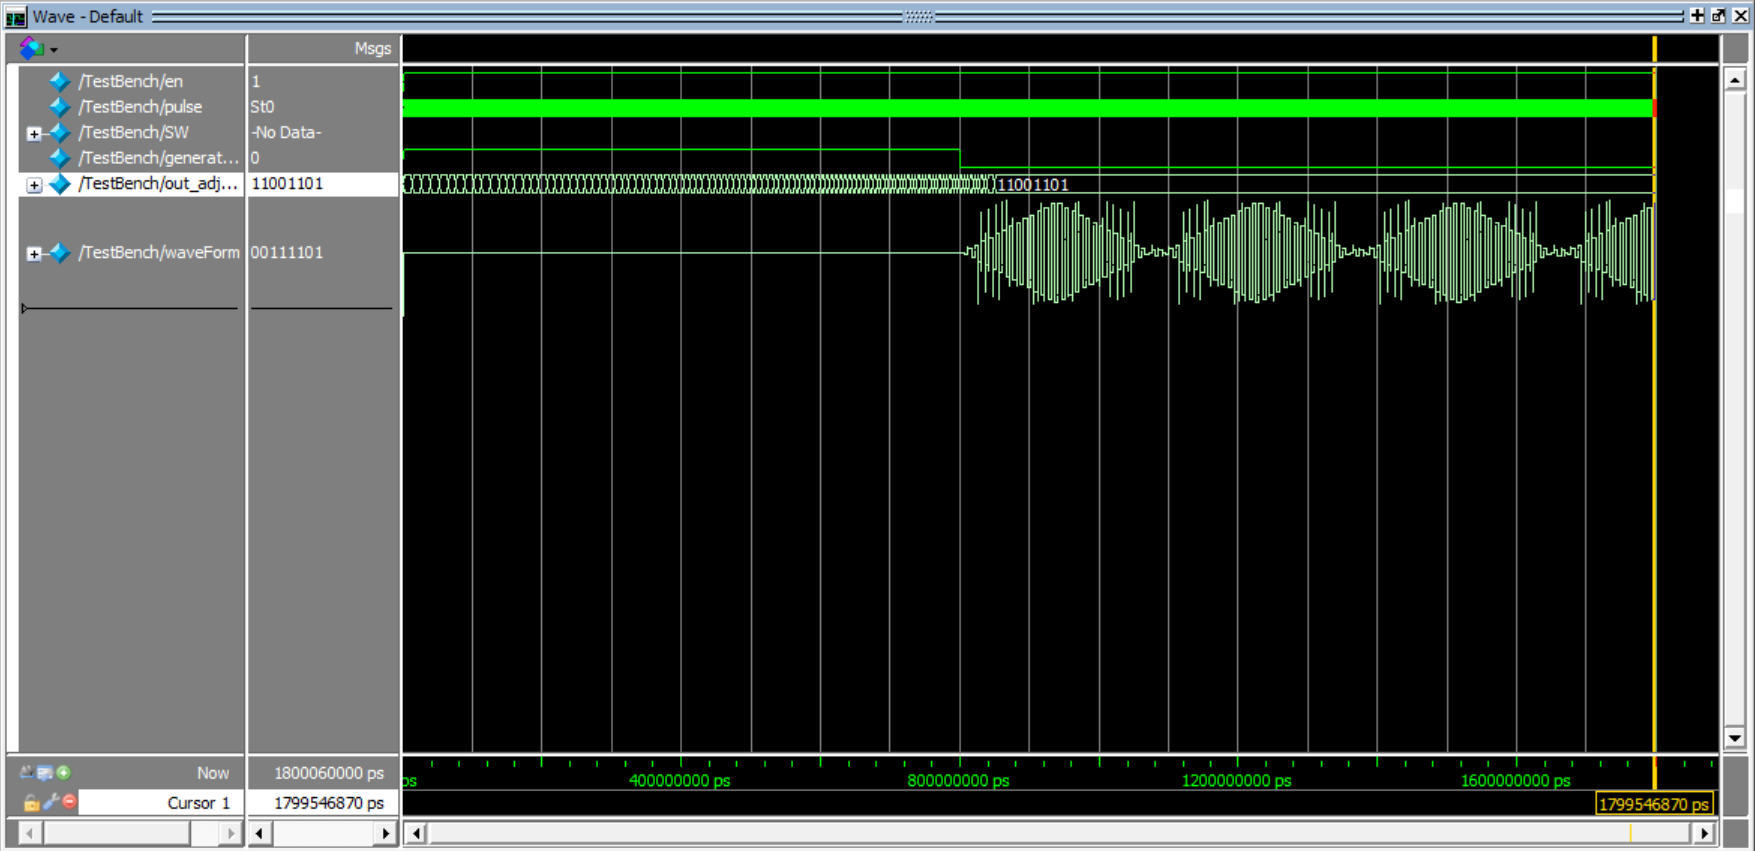 Wave - Default
Msgs
/TestBench/en 1
/TestBench/pulse St0
/TestBench/SW -No Data-
/TestBench/generat... 0
/TestBench/out_adj... 11001101 11001101
/TestBench/waveForm 00111101
Now 1800060000 ps ps 400000000 ps 800000000 ps 1200000000 ps 1600000000 ps
Cursor 1 1799546870 ps 1799546870 ps